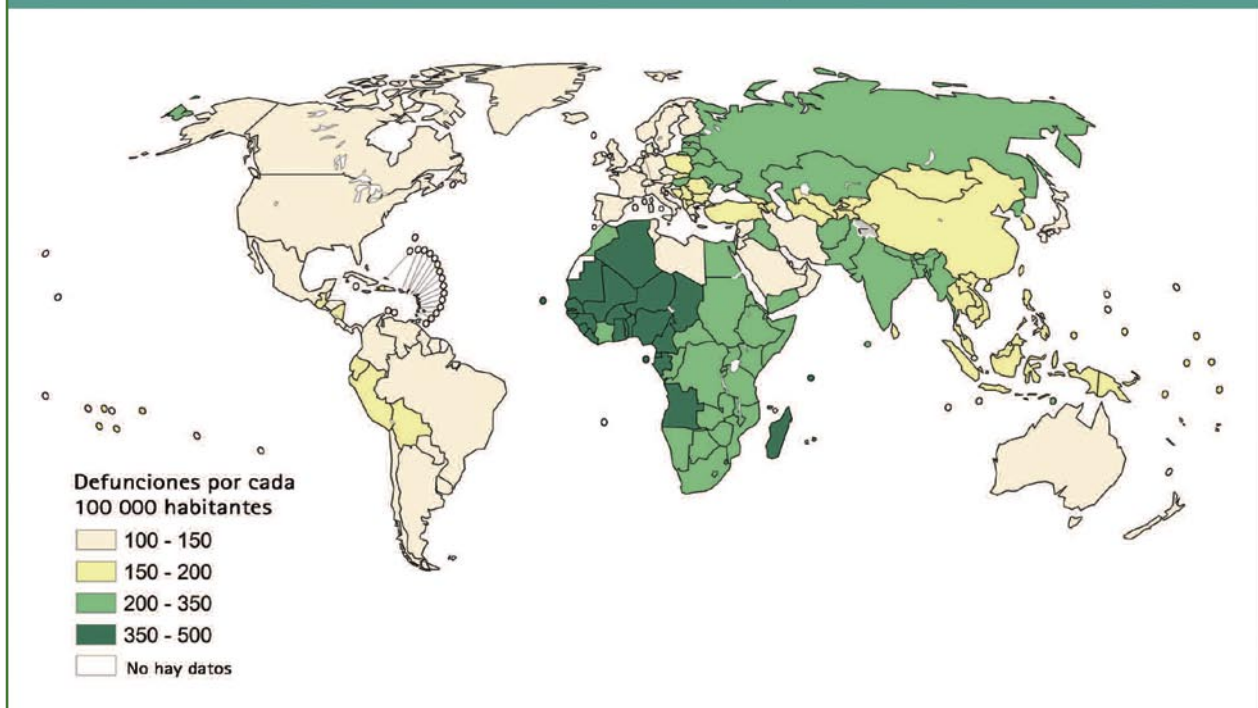 Defunciones por cada
100 000 habitantes
100 - 150
150 - 200
200 - 350
350 - 500
No hay datos